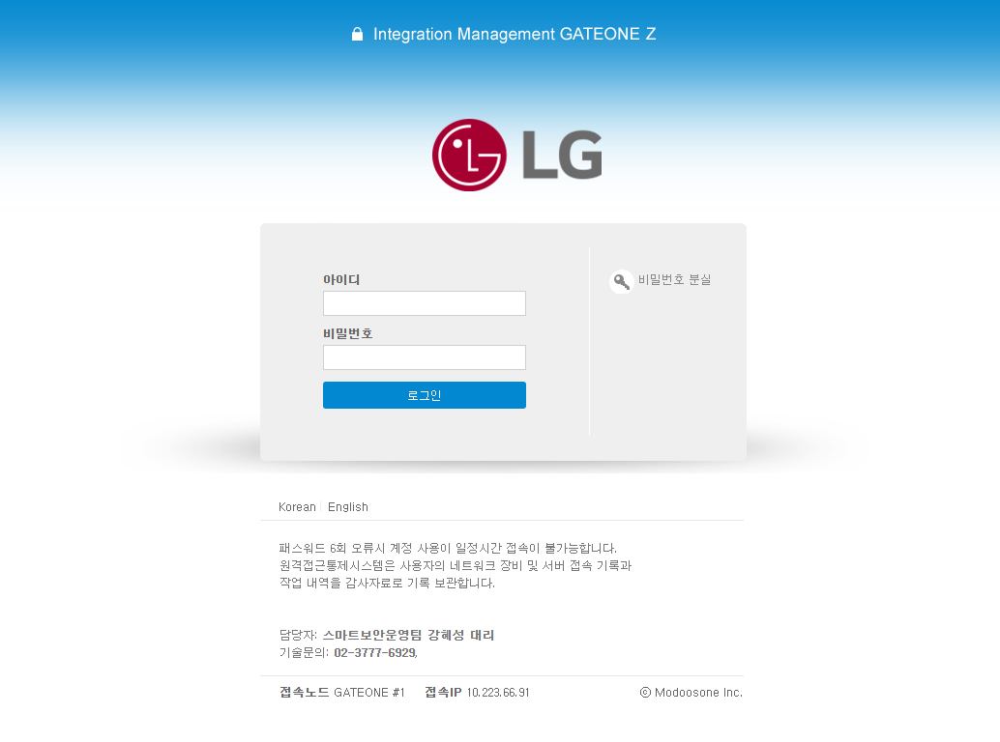 Integration Management GATEONE Z
LG
아이디
비밀번호 분실
비밀번호
로그인
Korean | English
패스워드 6회 오류시 계정 사용이 일정시간 접속이 불가능합니다.
원격접근통제시스템은 사용자의 네트워크 장비 및 서버 접속 기록과
작업 내역을 감사자료로 기록 보관합니다.
담당자: 스마트보안운영팀 강혜성 대리
기술문의: 02-3777-6929,
접속노드 GATEONE #1 접속IP 10.223.66.91 ⓒ Modoosone Inc.